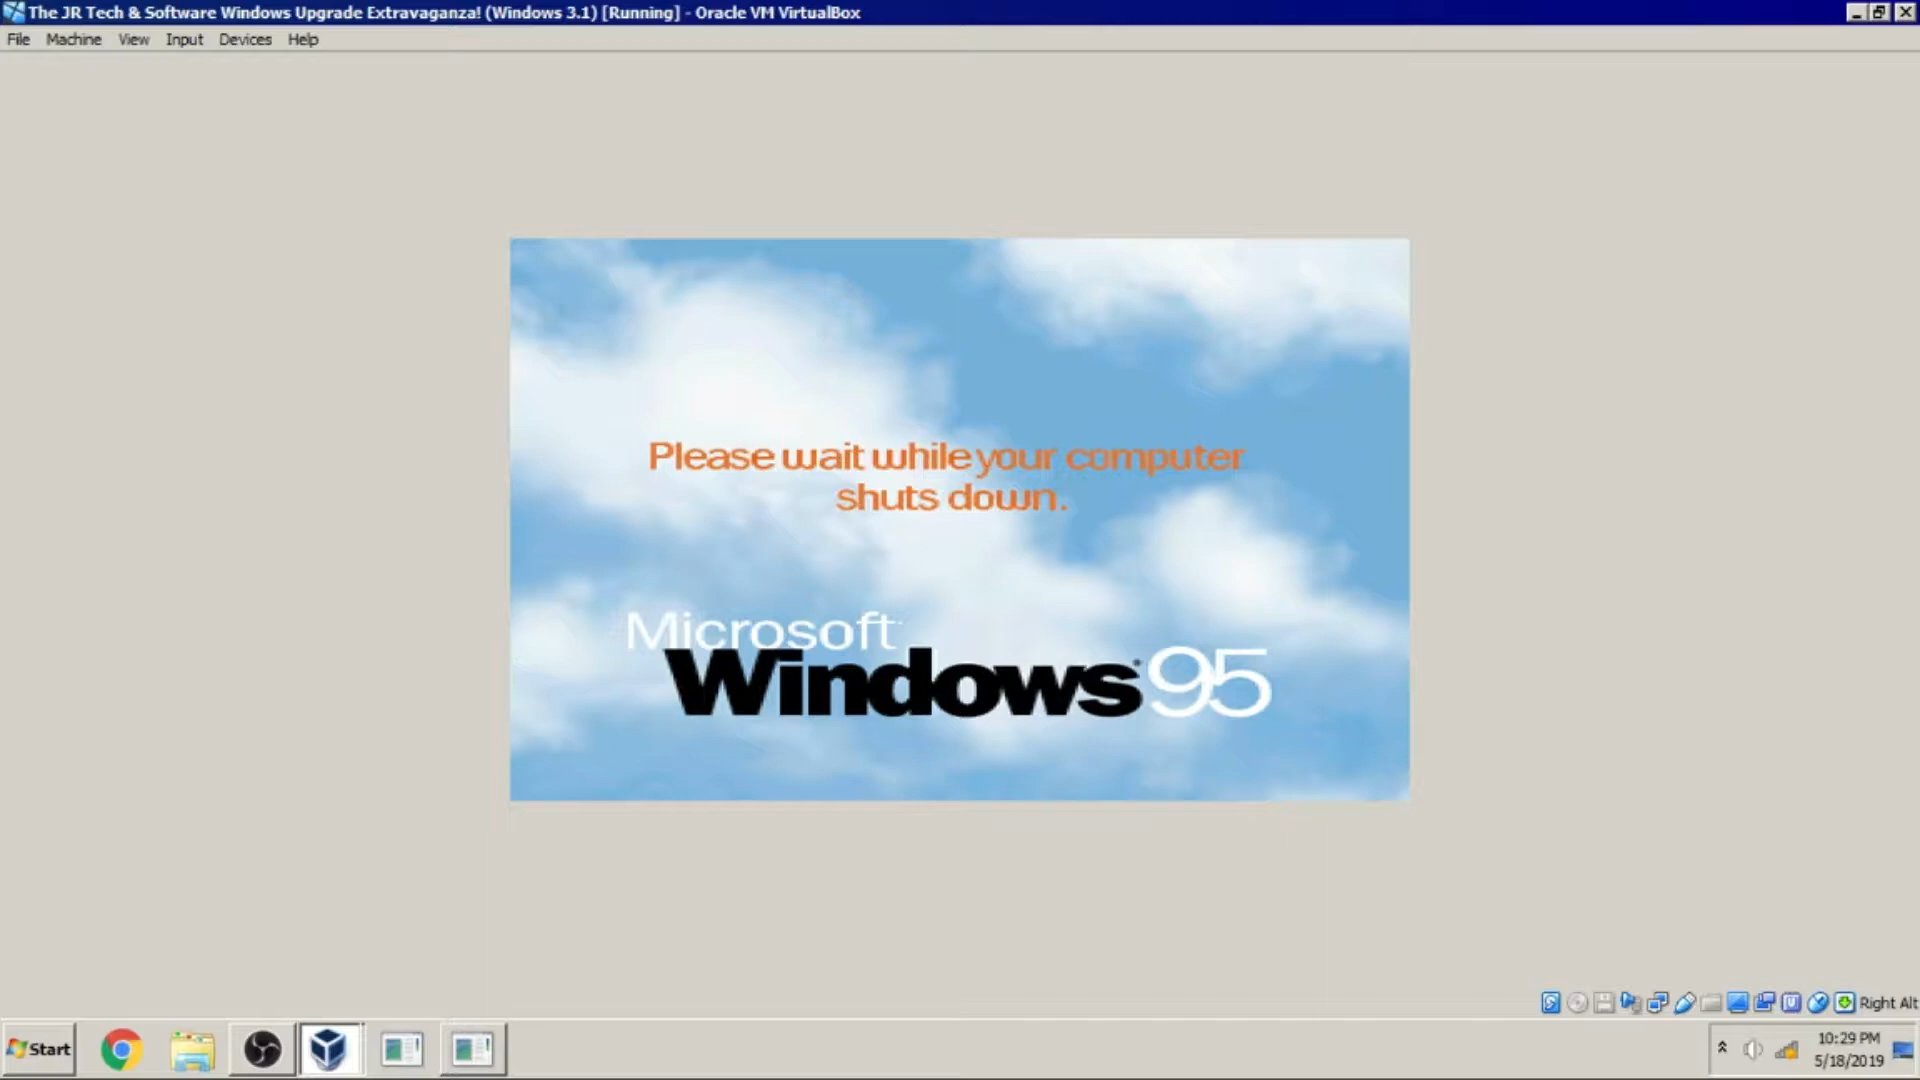 The JR Tech & Software Windows Upgrade Extravaganza! (Windows 3.1) [Running] - Oracle VM VirtualBox
File Machine View Input Devices Help
Please wait while your computer
shuts down.
Microsoft
Windows 95
Right Alt
Start
10:29 PM
5/18/2019